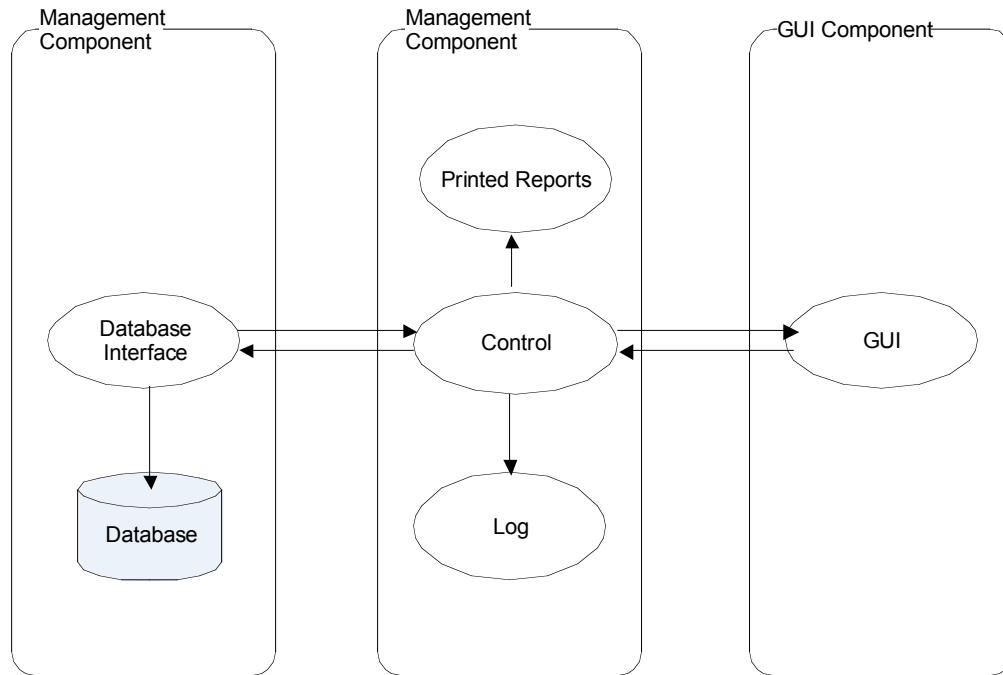 Management
Component
Management
Component
GUI Component
Printed Reports
Database
Interface
Control
GUI
Database
Log